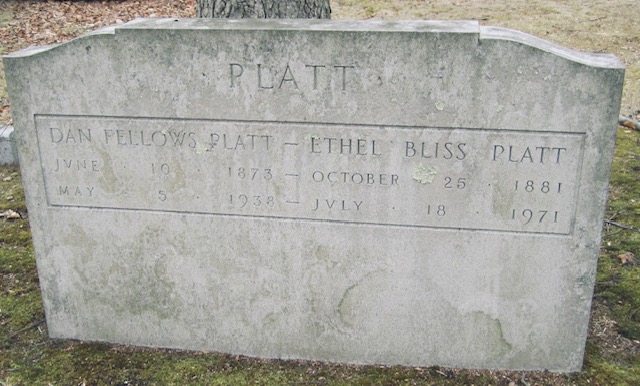 PLATT
DAN FELLOWS PLATT — ETHEL BLISS PLATT
JVNE · 10 · 1873 — OCTOBER · 25 · 1881
MAY · 5 · 1938 — JVLY · 18 · 1971